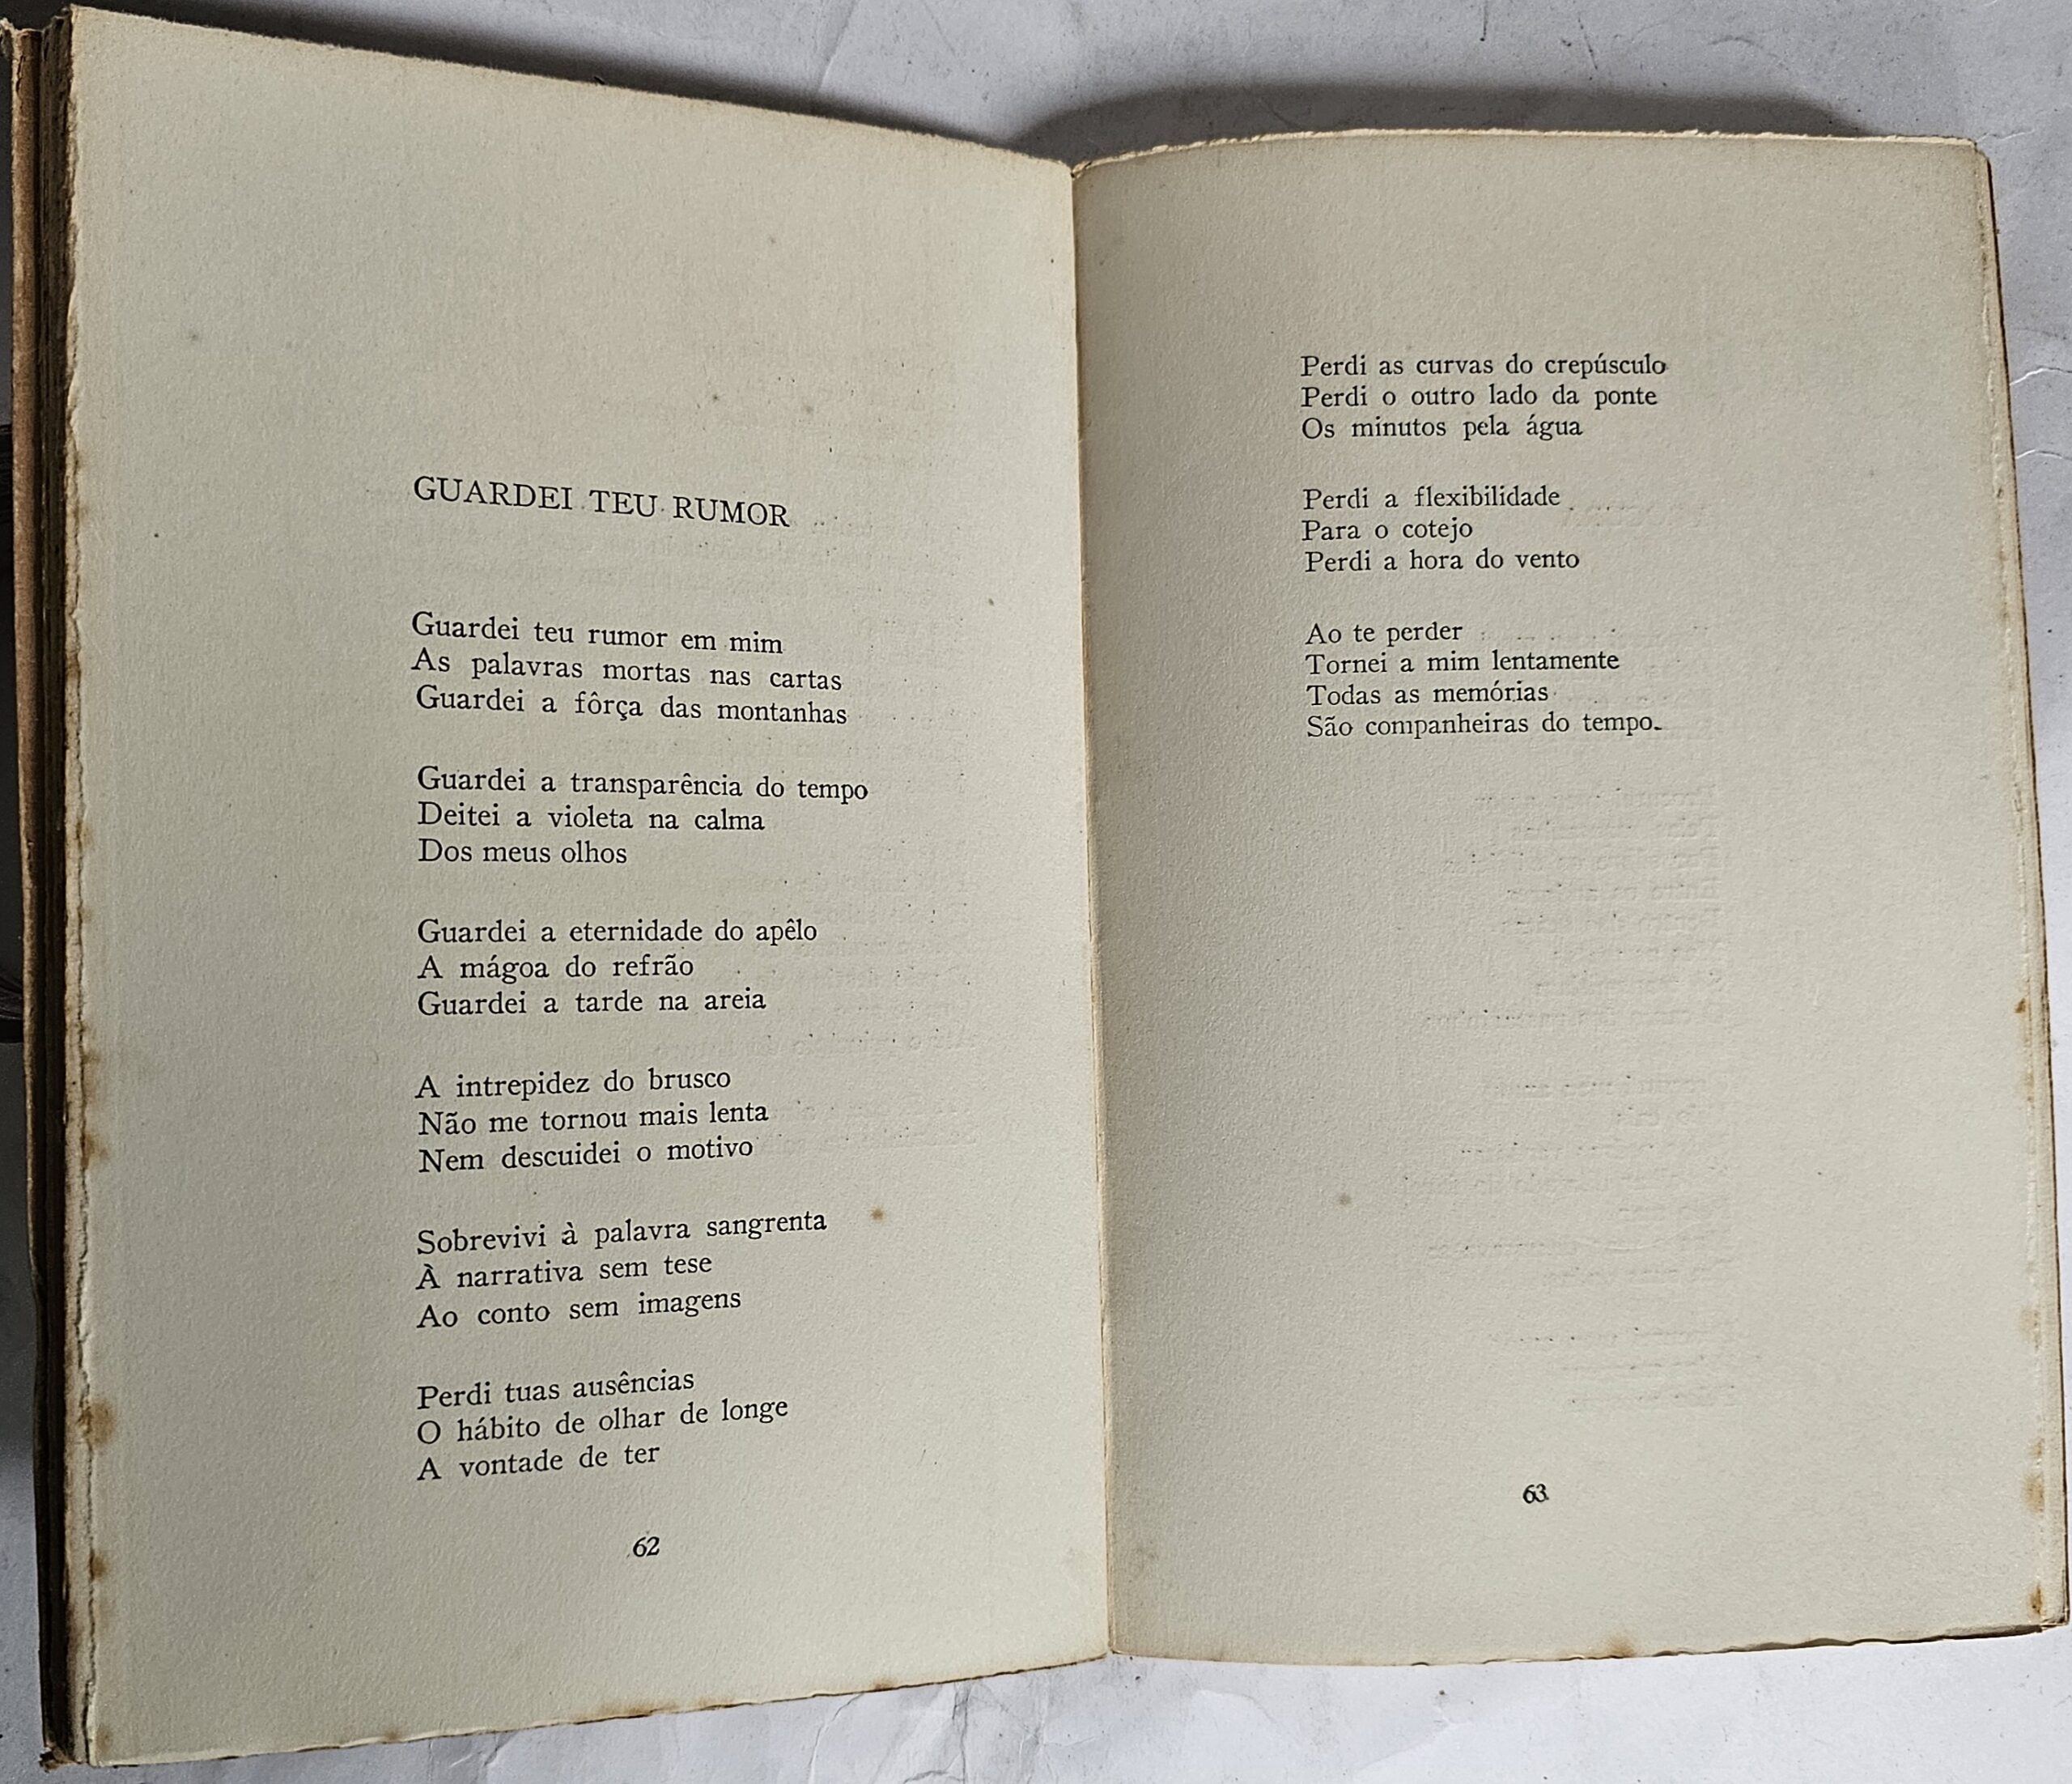 GUARDEI TEU RUMOR
Guardei teu rumor em mim
As palavras mortas nas cartas
Guardei a fôrça das montanhas
Guardei a transparência do tempo
Deitei a violeta na calma
Dos meus olhos
Guardei a eternidade do apêlo
A mágoa do refrão
Guardei a tarde na areia
A intrepidez do brusco
Não me tornou mais lenta
Nem descuidei o motivo
Sobrevivi à palavra sangrenta
À narrativa sem tese
Ao conto sem imagens
Perdi tuas ausências
O hábito de olhar de longe
A vontade de ter
62
Perdi as curvas do crepúsculo
Perdi o outro lado da ponte
Os minutos pela água
Perdi a flexibilidade
Para o cotejo
Perdi a hora do vento
Ao te perder
Tornei a mim lentamente
Todas as memórias
São companheiras do tempo.
63